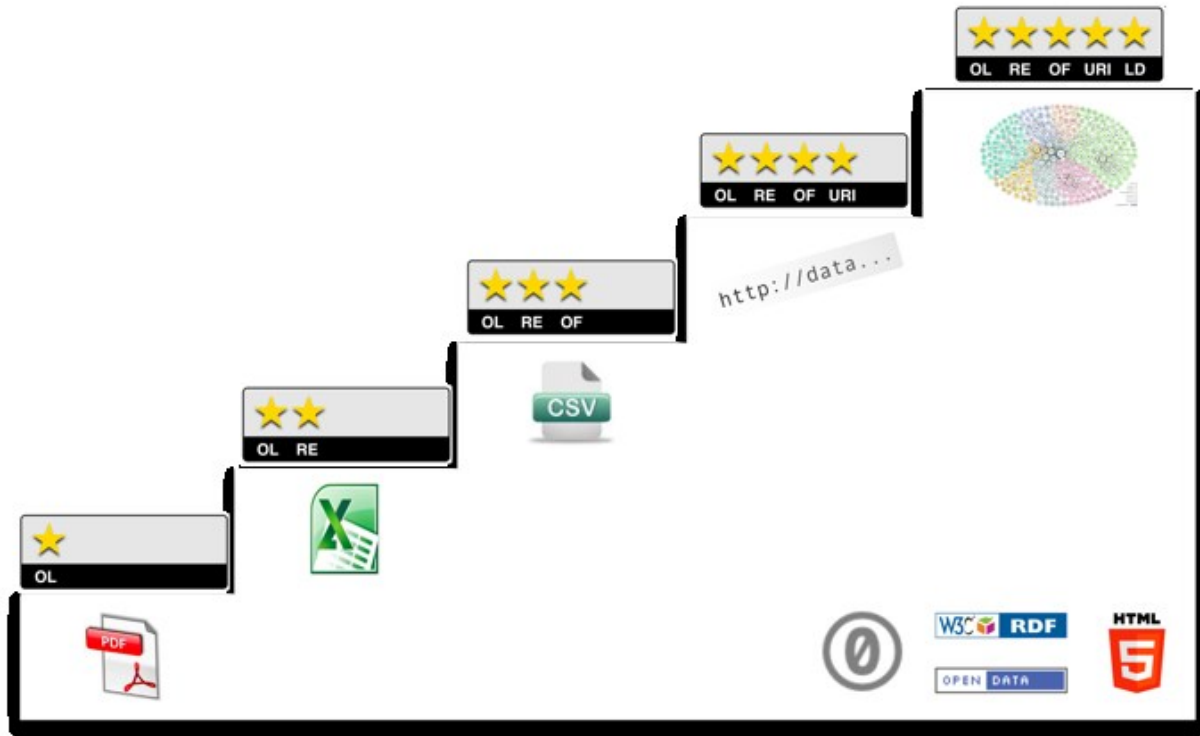 OL RE OF URI LD
OL RE OF URI
http://data...
OL RE OF
CSV
OL RE
X
OL
PDF
0
W3C RDF
OPEN DATA
HTML
5